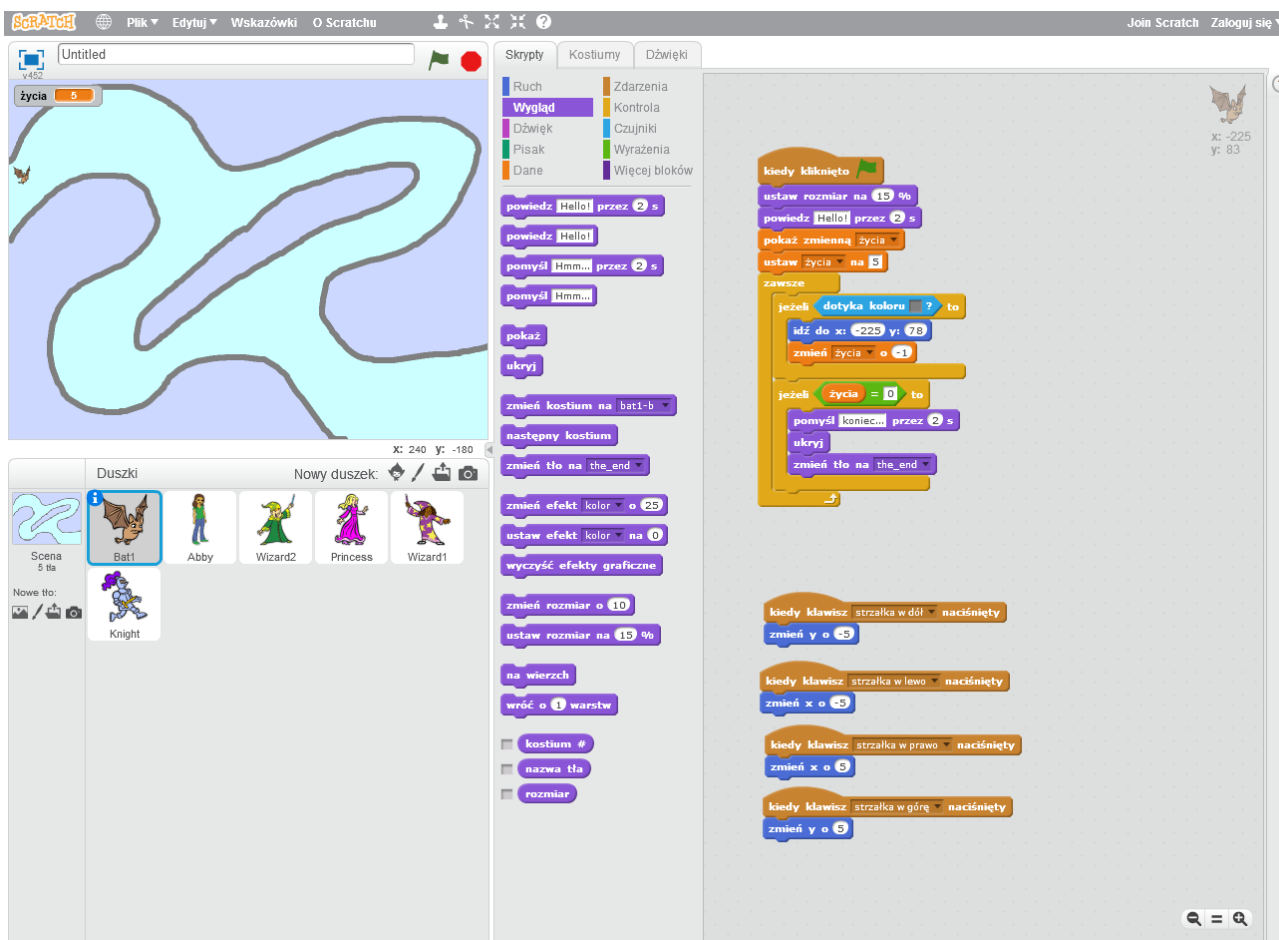 SCRATCH Plik Edytuj Wskazówki O Scratchu Join Scratch Zaloguj się
Untitled
v452
życia 5
x: 240 y: -180
Duszki Nowy duszek:
Scena
5 tła
Nowe tło:
Bat1
Abby
Wizard2
Princess
Wizard1
Knight
Skrypty Kostiumy Dźwięki
Ruch Zdarzenia
Wygląd Kontrola
Dźwięk Czujniki
Pisak Wyrażenia
Dane Więcej bloków
powiedz Hello! przez 2 s
powiedz Hello!
pomyśl Hmm... przez 2 s
pomyśl Hmm...
pokaż
ukryj
zmień kostium na bat1-b
następny kostium
zmień tło na the_end
zmień efekt kolor o 25
ustaw efekt kolor na 0
wyczyść efekty graficzne
zmień rozmiar o 10
ustaw rozmiar na 15 %
na wierzch
wróć o 1 warstw
kostium #
nazwa tła
rozmiar
x: -225
y: 83
kiedy kliknięto
ustaw rozmiar na 15 %
powiedz Hello! przez 2 s
pokaż zmienną życia
ustaw życia na 5
zawsze
jeżeli dotyka koloru ? to
idź do x: -225 y: 78
zmień życia o -1
jeżeli życia = 0 to
pomyśl koniec... przez 2 s
ukryj
zmień tło na the_end
kiedy klawisz strzałka w dół naciśnięty
zmień y o -5
kiedy klawisz strzałka w lewo naciśnięty
zmień x o -5
kiedy klawisz strzałka w prawo naciśnięty
zmień x o 5
kiedy klawisz strzałka w górę naciśnięty
zmień y o 5